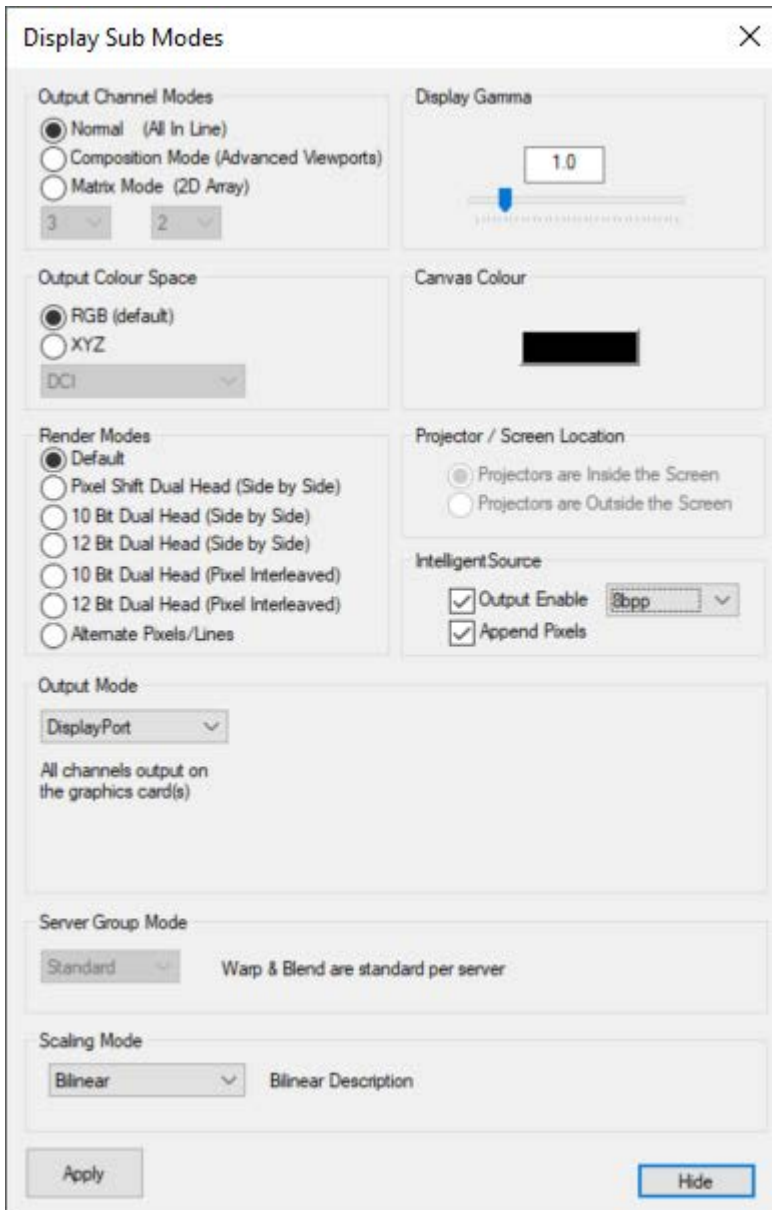 Display Sub Modes
Output Channel Modes
Normal (All In Line)
Composition Mode (Advanced Viewports)
Matrix Mode (2D Array)
3 2
Display Gamma
1.0
Output Colour Space
RGB (default)
XYZ
DCI
Canvas Colour
Render Modes
Default
Pixel Shift Dual Head (Side by Side)
10 Bit Dual Head (Side by Side)
12 Bit Dual Head (Side by Side)
10 Bit Dual Head (Pixel Interleaved)
12 Bit Dual Head (Pixel Interleaved)
Alternate Pixels/Lines
Projector / Screen Location
Projectors are Inside the Screen
Projectors are Outside the Screen
IntelligentSource
Output Enable 8bpp
Append Pixels
Output Mode
DisplayPort
All channels output on
the graphics card(s)
Server Group Mode
Standard Warp & Blend are standard per server
Scaling Mode
Bilinear Bilinear Description
Apply Hide